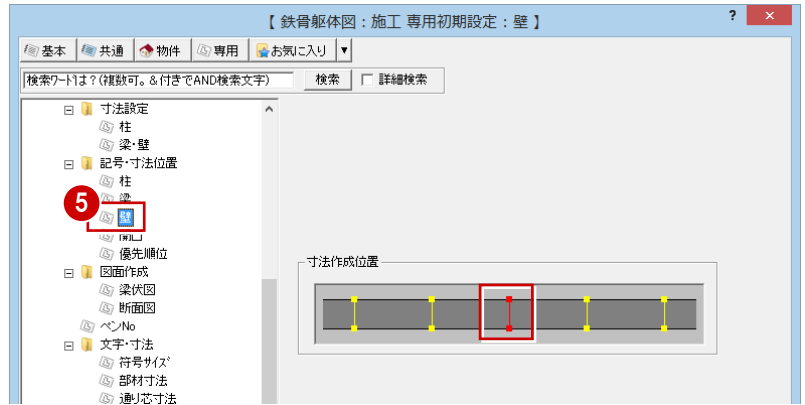 【 鉄骨躯体図：施工 専用初期設定：壁 】
?
×
基本 共通 物件 専用 お気に入り ▼
検索ワードは？(複数可。&付きでAND検索文字) 検索 詳細検索
寸法設定
柱
梁・壁
記号・寸法位置
柱
梁
5
壁
開口
優先順位
寸法作成位置
図面作成
梁伏図
断面図
ペンNo
文字・寸法
符号サイズ
部材寸法
通り芯寸法